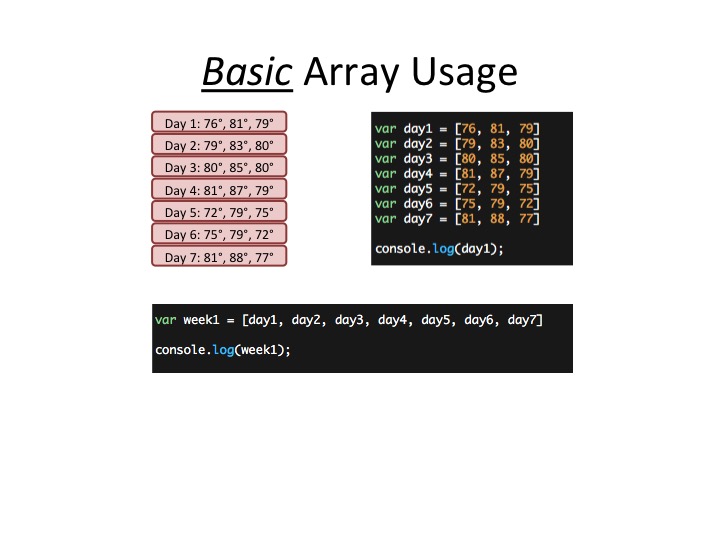 Basic Array Usage
Day 1: 76°, 81°, 79°
Day 2: 79°, 83°, 80°
Day 3: 80°, 85°, 80°
Day 4: 81°, 87°, 79°
Day 5: 72°, 79°, 75°
Day 6: 75°, 79°, 72°
Day 7: 81°, 88°, 77°
var day1 = [76, 81, 79]
var day2 = [79, 83, 80]
var day3 = [80, 85, 80]
var day4 = [81, 87, 79]
var day5 = [72, 79, 75]
var day6 = [75, 79, 72]
var day7 = [81, 88, 77]
console.log(day1);
var week1 = [day1, day2, day3, day4, day5, day6, day7]
console.log(week1);